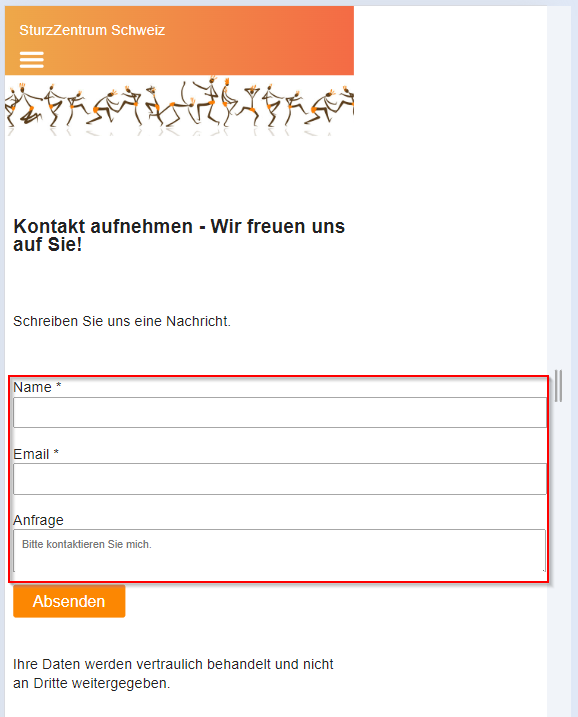 SturzZentrum Schweiz
Kontakt aufnehmen - Wir freuen uns
auf Sie!
Schreiben Sie uns eine Nachricht.
Name *
Email *
Anfrage
Bitte kontaktieren Sie mich.
Absenden
Ihre Daten werden vertraulich behandelt und nicht
an Dritte weitergegeben.